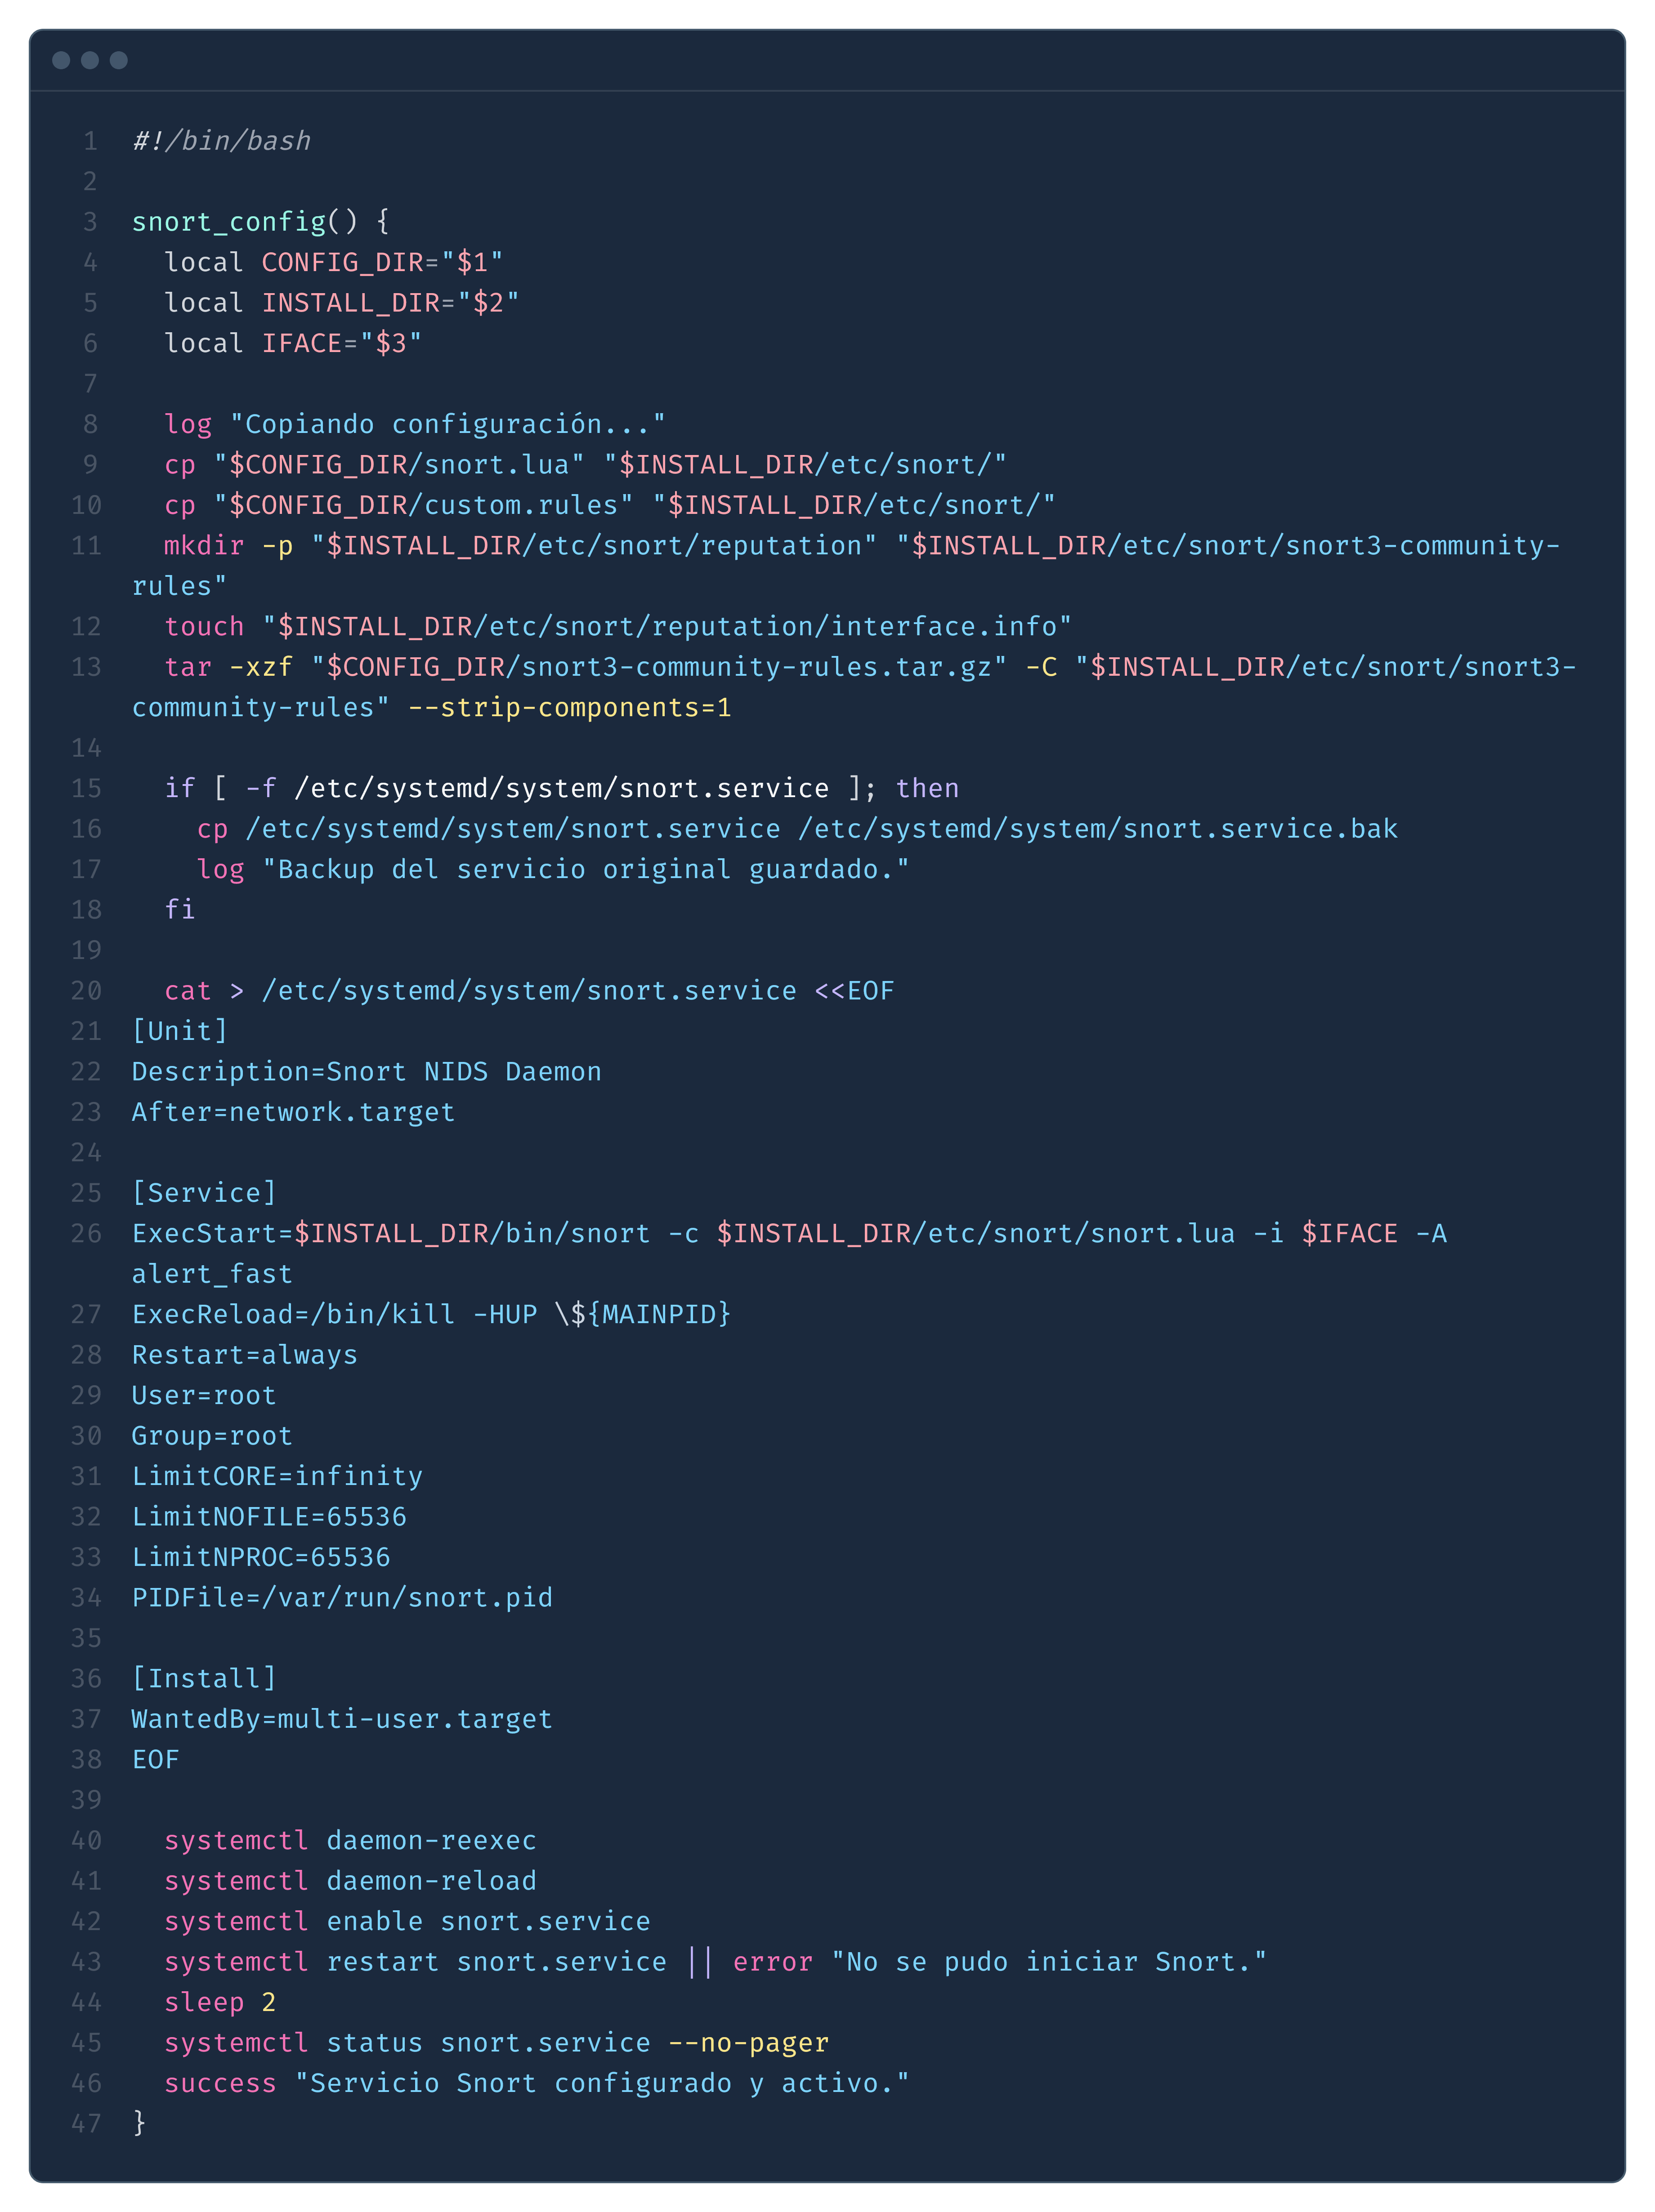 1 #!/bin/bash
2
3 snort_config() {
4   local CONFIG_DIR="$1"
5   local INSTALL_DIR="$2"
6   local IFACE="$3"
7
8   log "Copiando configuración..."
9   cp "$CONFIG_DIR/snort.lua" "$INSTALL_DIR/etc/snort/"
10   cp "$CONFIG_DIR/custom.rules" "$INSTALL_DIR/etc/snort/"
11   mkdir -p "$INSTALL_DIR/etc/snort/reputation" "$INSTALL_DIR/etc/snort/snort3-community-
rules"
12   touch "$INSTALL_DIR/etc/snort/reputation/interface.info"
13   tar -xzf "$CONFIG_DIR/snort3-community-rules.tar.gz" -C "$INSTALL_DIR/etc/snort/snort3-
community-rules" --strip-components=1
14
15   if [ -f /etc/systemd/system/snort.service ]; then
16     cp /etc/systemd/system/snort.service /etc/systemd/system/snort.service.bak
17     log "Backup del servicio original guardado."
18   fi
19
20   cat > /etc/systemd/system/snort.service <<EOF
21 [Unit]
22 Description=Snort NIDS Daemon
23 After=network.target
24
25 [Service]
26 ExecStart=$INSTALL_DIR/bin/snort -c $INSTALL_DIR/etc/snort/snort.lua -i $IFACE -A
alert_fast
27 ExecReload=/bin/kill -HUP \${MAINPID}
28 Restart=always
29 User=root
30 Group=root
31 LimitCORE=infinity
32 LimitNOFILE=65536
33 LimitNPROC=65536
34 PIDFile=/var/run/snort.pid
35
36 [Install]
37 WantedBy=multi-user.target
38 EOF
39
40   systemctl daemon-reexec
41   systemctl daemon-reload
42   systemctl enable snort.service
43   systemctl restart snort.service || error "No se pudo iniciar Snort."
44   sleep 2
45   systemctl status snort.service --no-pager
46   success "Servicio Snort configurado y activo."
47 }